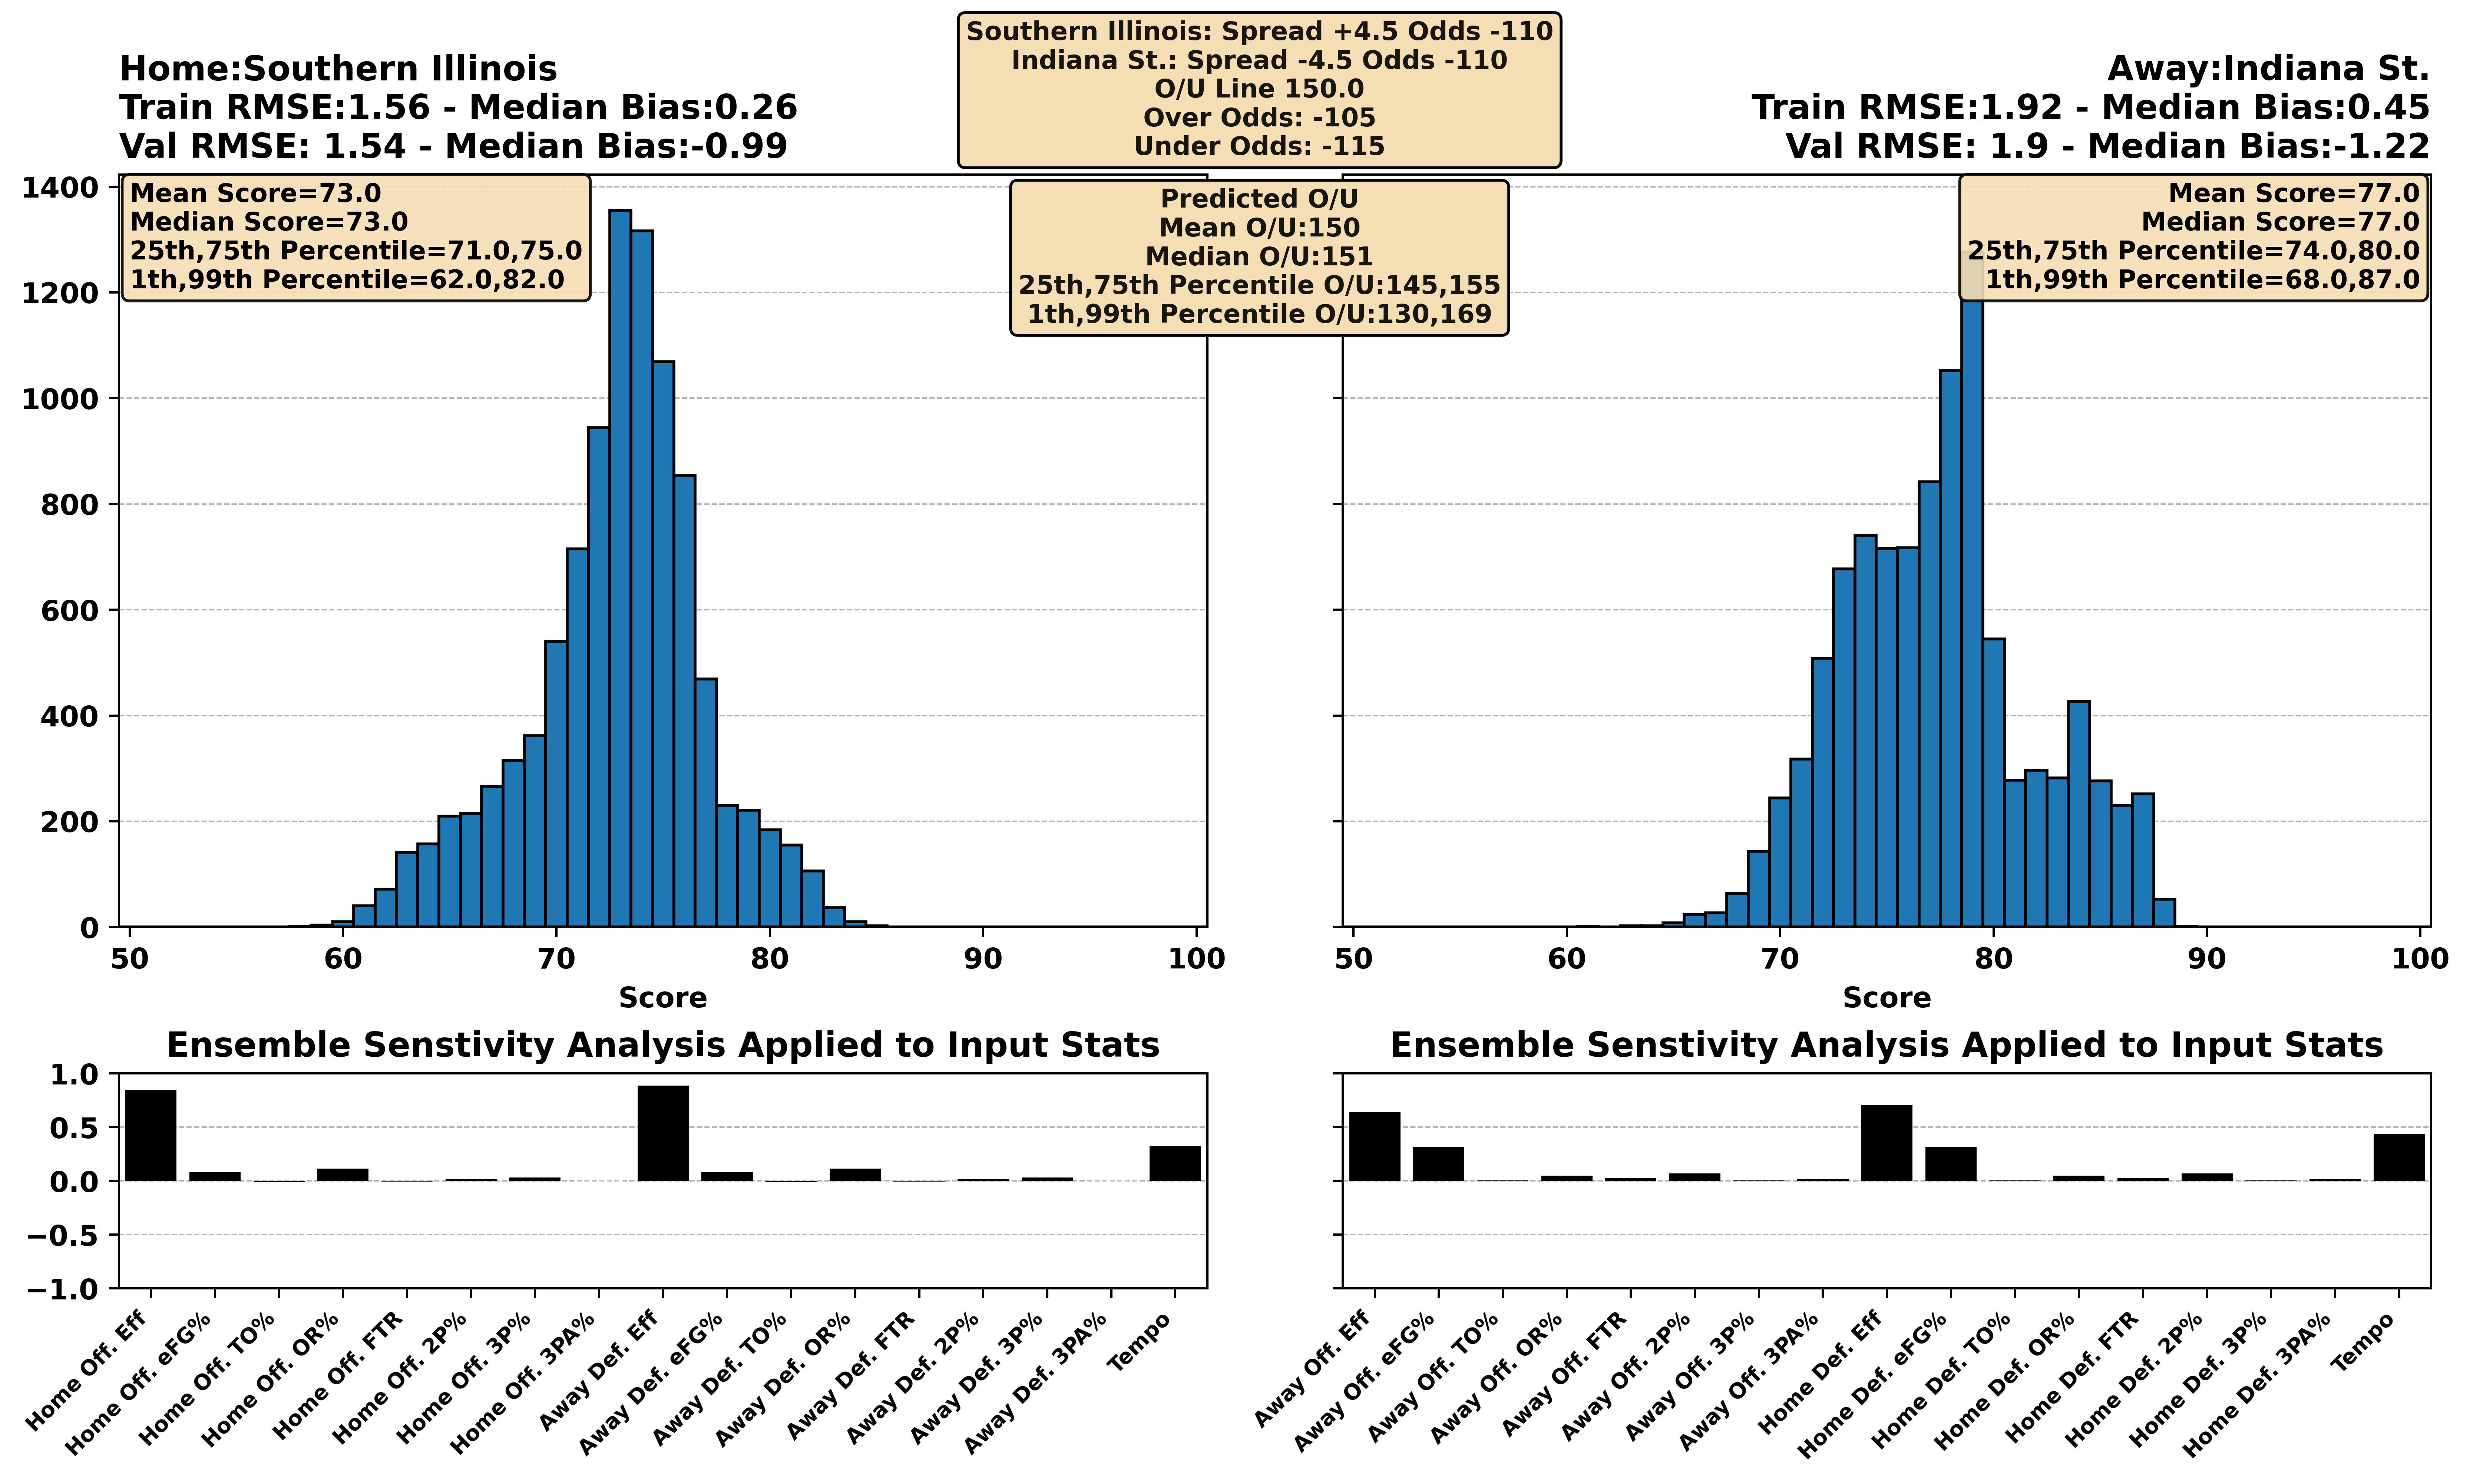 Southern Illinois: Spread +4.5 Odds -110
Indiana St.: Spread -4.5 Odds -110
O/U Line 150.0
Over Odds: -105
Under Odds: -115
Home:Southern Illinois
Train RMSE:1.56 - Median Bias:0.26
Val RMSE: 1.54 - Median Bias:-0.99
Away:Indiana St.
Train RMSE:1.92 - Median Bias:0.45
Val RMSE: 1.9 - Median Bias:-1.22
Mean Score=73.0
Median Score=73.0
25th,75th Percentile=71.0,75.0
1th,99th Percentile=62.0,82.0
Predicted O/U
Mean O/U:150
Median O/U:151
25th,75th Percentile O/U:145,155
1th,99th Percentile O/U:130,169
Mean Score=77.0
Median Score=77.0
25th,75th Percentile=74.0,80.0
1th,99th Percentile=68.0,87.0
1400
1200
1000
800
600
400
200
0
50 60 70 80 90 100
Score
50 60 70 80 90 100
Score
Ensemble Senstivity Analysis Applied to Input Stats
1.0
0.5
0.0
−0.5
−1.0
Home Off. Eff
Home Off. eFG%
Home Off. TO%
Home Off. OR%
Home Off. FTR
Home Off. 2P%
Home Off. 3P%
Home Off. 3PA%
Away Def. Eff
Away Def. eFG%
Away Def. TO%
Away Def. OR%
Away Def. FTR
Away Def. 2P%
Away Def. 3P%
Away Def. 3PA%
Tempo
Ensemble Senstivity Analysis Applied to Input Stats
Away Off. Eff
Away Off. eFG%
Away Off. TO%
Away Off. OR%
Away Off. FTR
Away Off. 2P%
Away Off. 3P%
Away Off. 3PA%
Home Def. Eff
Home Def. eFG%
Home Def. TO%
Home Def. OR%
Home Def. FTR
Home Def. 2P%
Home Def. 3P%
Home Def. 3PA%
Tempo